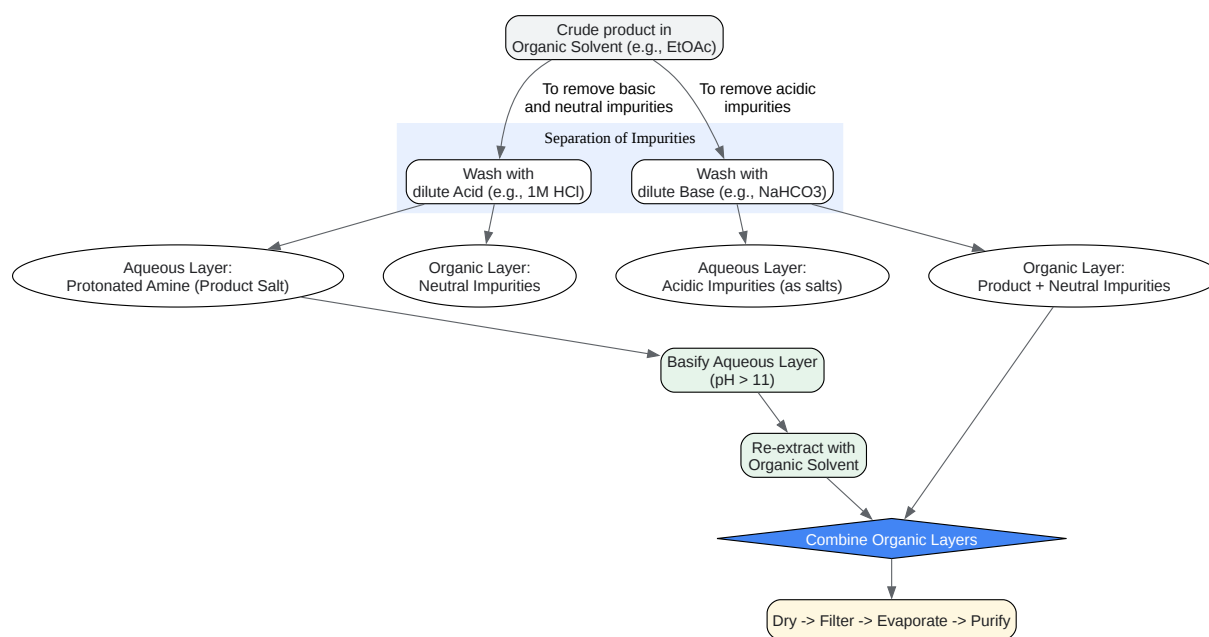 Crude product in
Organic Solvent (e.g., EtOAc)
To remove basic
and neutral impurities
To remove acidic
impurities
Separation of Impurities
Wash with
dilute Acid (e.g., 1M HCl)
Wash with
dilute Base (e.g., NaHCO3)
Aqueous Layer:
Protonated Amine (Product Salt)
Organic Layer:
Neutral Impurities
Aqueous Layer:
Acidic Impurities (as salts)
Organic Layer:
Product + Neutral Impurities
Basify Aqueous Layer
(pH > 11)
Re-extract with
Organic Solvent
Combine Organic Layers
Dry -> Filter -> Evaporate -> Purify